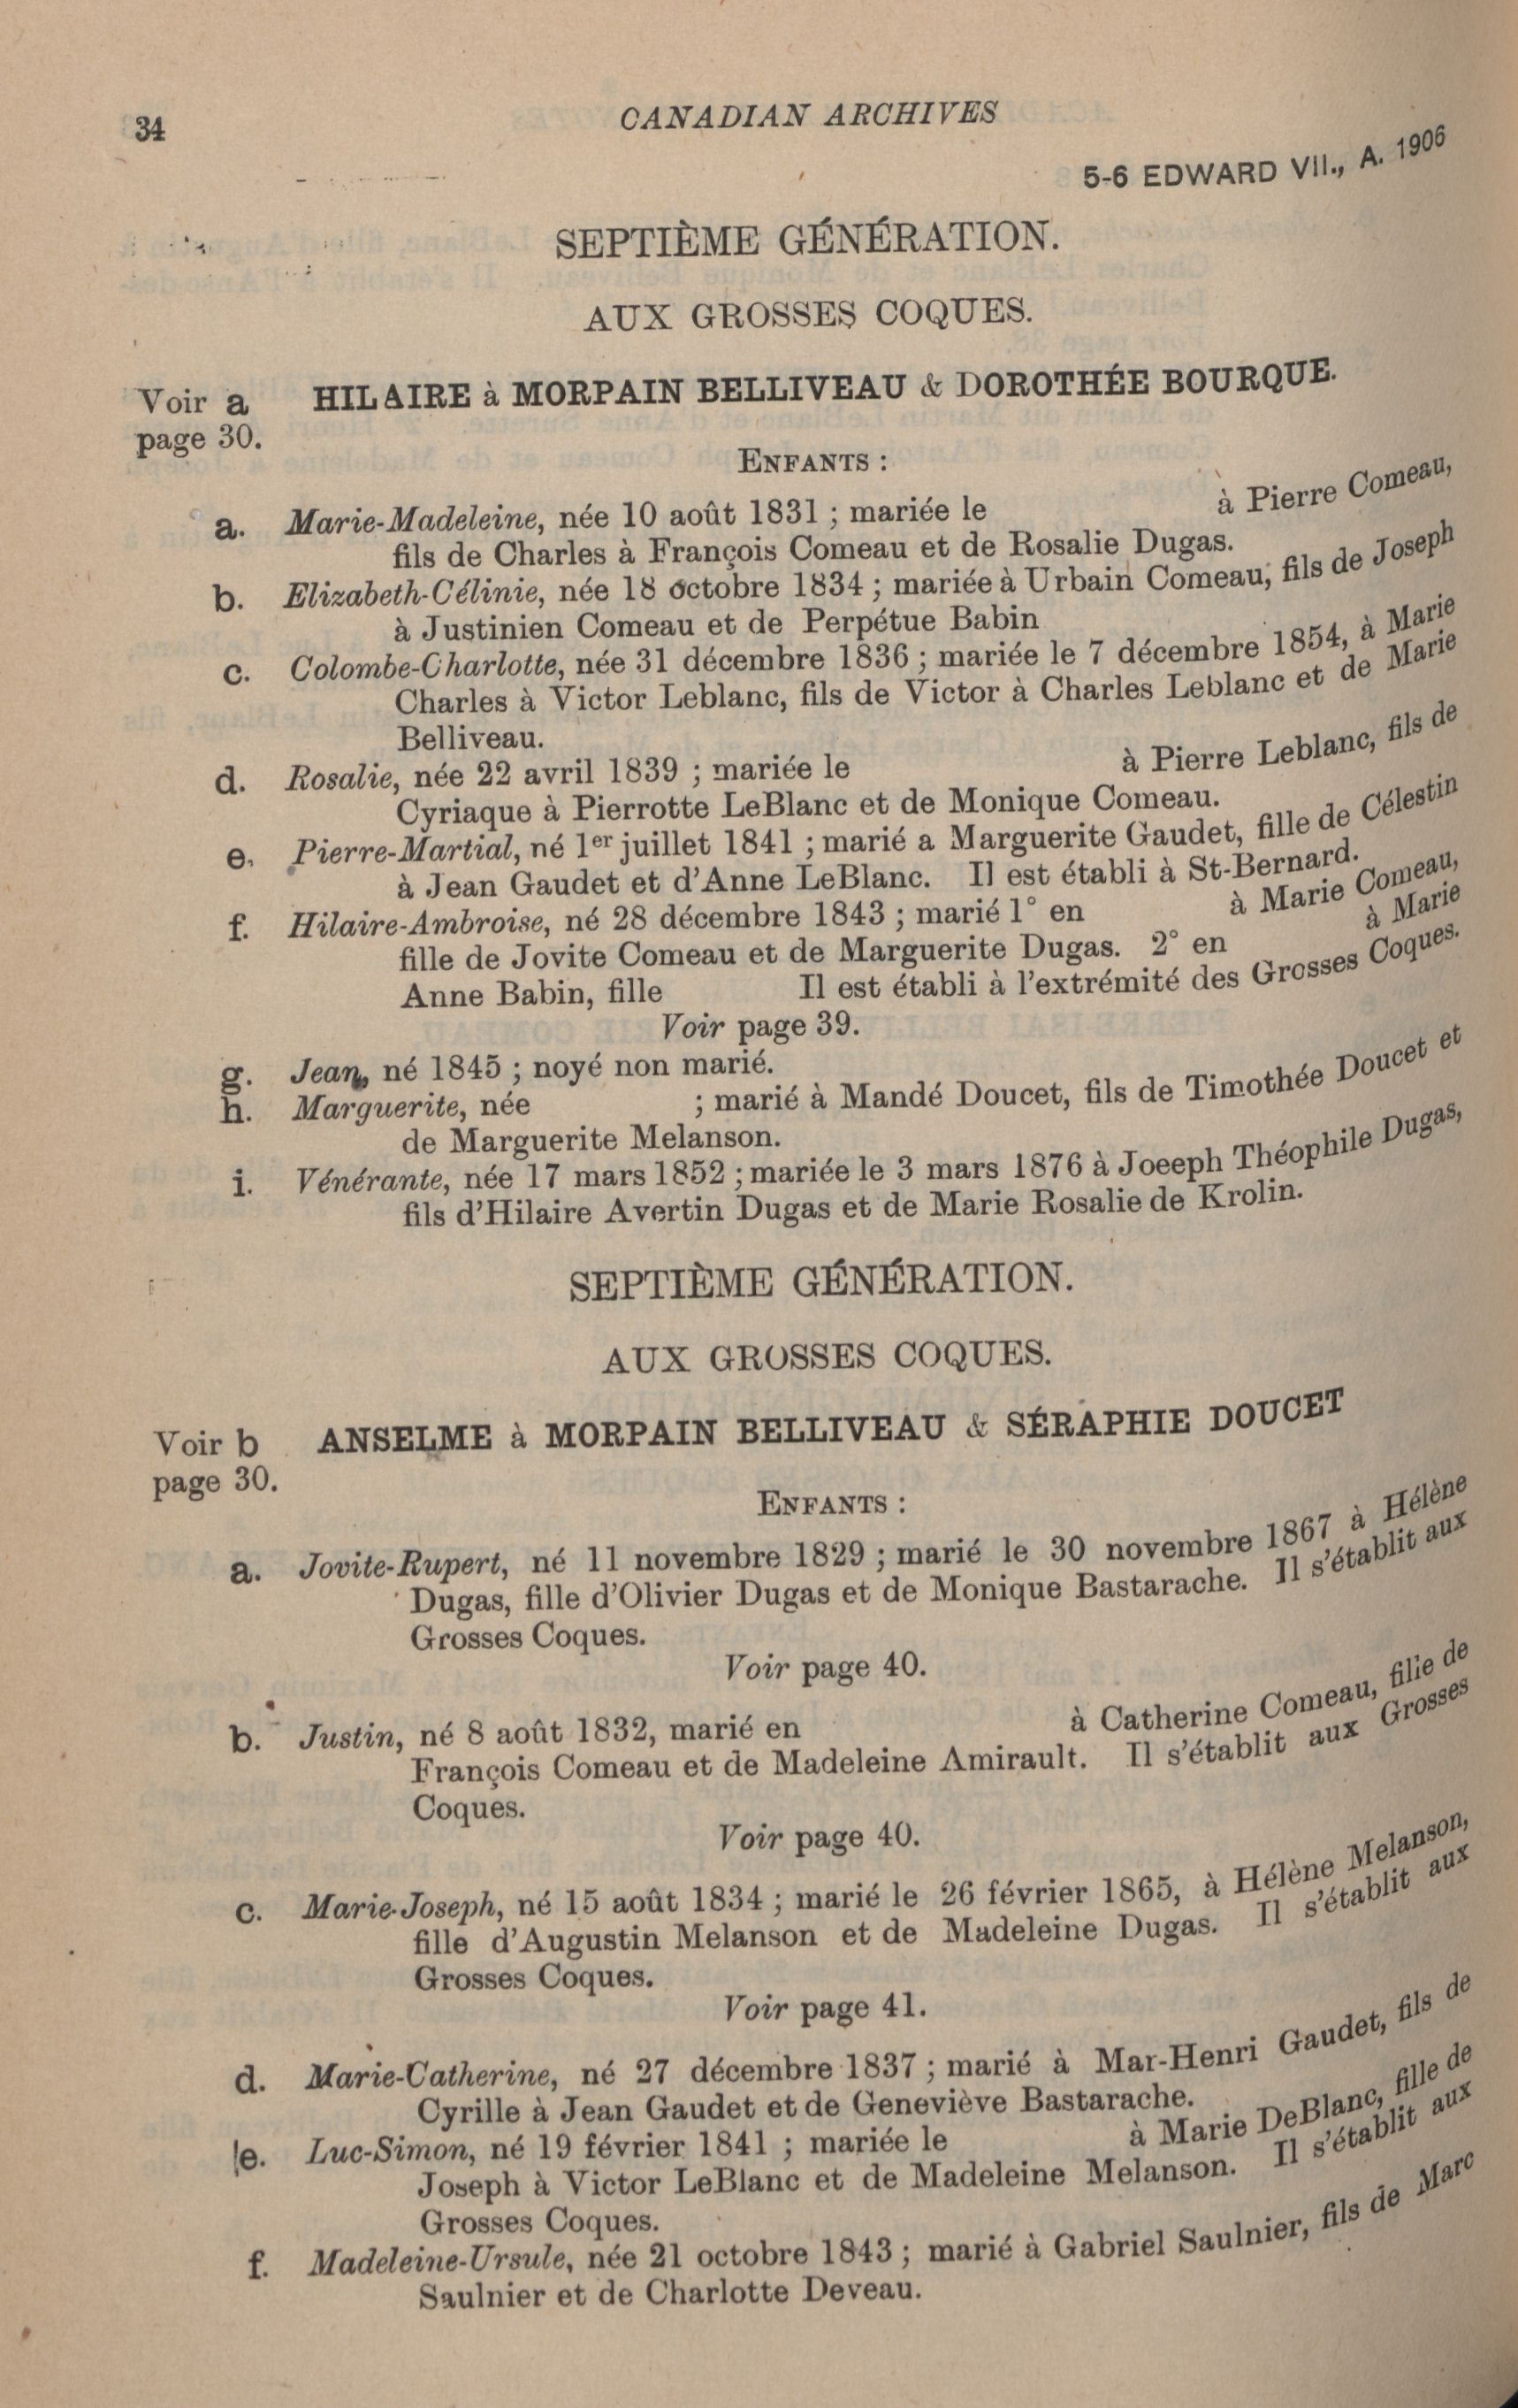 34
CANADIAN ARCHIVES
5-6 EDWARD VII., A. 1906
SEPTIÈME GÉNÉRATION.
AUX GROSSES COQUES.
Voir a HILAIRE à MORPAIN BELLIVEAU & DOROTHÉE BOURQUE.
page 30.
ENFANTS :
a. Marie-Madeleine, née 10 août 1831 ; mariée le à Pierre Comeau,
fils de Charles à François Comeau et de Rosalie Dugas.
b. Elizabeth-Célinie, née 18 octobre 1834 ; mariée à Urbain Comeau, fils de Joseph
à Justinien Comeau et de Perpétue Babin
c. Colombe-Charlotte, née 31 décembre 1836 ; mariée le 7 décembre 1854, à Marie
Charles à Victor Leblanc, fils de Victor à Charles Leblanc et de Marie
Belliveau.
d. Rosalie, née 22 avril 1839 ; mariée le à Pierre Leblanc, fils de
Cyriaque à Pierrotte LeBlanc et de Monique Comeau.
e. Pierre-Martial, né 1er juillet 1841 ; marié a Marguerite Gaudet, fille de Célestin
à Jean Gaudet et d'Anne LeBlanc. Il est établi à St-Bernard.
f. Hilaire-Ambroise, né 28 décembre 1843 ; marié 1° en à Marie Comeau,
fille de Jovite Comeau et de Marguerite Dugas. 2° en à Marie
Anne Babin, fille Il est établi à l'extrémité des Grosses Coques.
Voir page 39.
g. Jean, né 1845 ; noyé non marié.
h. Marguerite, née ; marié à Mandé Doucet, fils de Timothée Doucet et
de Marguerite Melanson.
i. Vénérante, née 17 mars 1852 ; mariée le 3 mars 1876 à Joeeph Théophile Dugas,
fils d'Hilaire Avertin Dugas et de Marie Rosalie de Krolin.
SEPTIÈME GÉNÉRATION.
AUX GROSSES COQUES.
Voir b ANSELME à MORPAIN BELLIVEAU & SÉRAPHIE DOUCET
page 30.
ENFANTS :
a. Jovite-Rupert, né 11 novembre 1829 ; marié le 30 novembre 1867 à Hélène
Dugas, fille d'Olivier Dugas et de Monique Bastarache. Il s'établit aux
Grosses Coques.
Voir page 40.
b. Justin, né 8 août 1832, marié en à Catherine Comeau, filie de
François Comeau et de Madeleine Amirault. Il s'établit aux Grosses
Coques.
Voir page 40.
c. Marie-Joseph, né 15 août 1834 ; marié le 26 février 1865, à Hélène Melanson,
fille d'Augustin Melanson et de Madeleine Dugas. Il s'établit aux
Grosses Coques.
Voir page 41.
d. Marie-Catherine, né 27 décembre 1837 ; marié à Mar-Henri Gaudet, fils de
Cyrille à Jean Gaudet et de Geneviève Bastarache.
e. Luc-Simon, né 19 février 1841 ; mariée le à Marie DeBlanc, fille de
Joseph à Victor LeBlanc et de Madeleine Melanson. Il s'établit aux
Grosses Coques.
f. Madeleine-Ursule, née 21 octobre 1843 ; marié à Gabriel Saulnier, fils de Marc
Saulnier et de Charlotte Deveau.